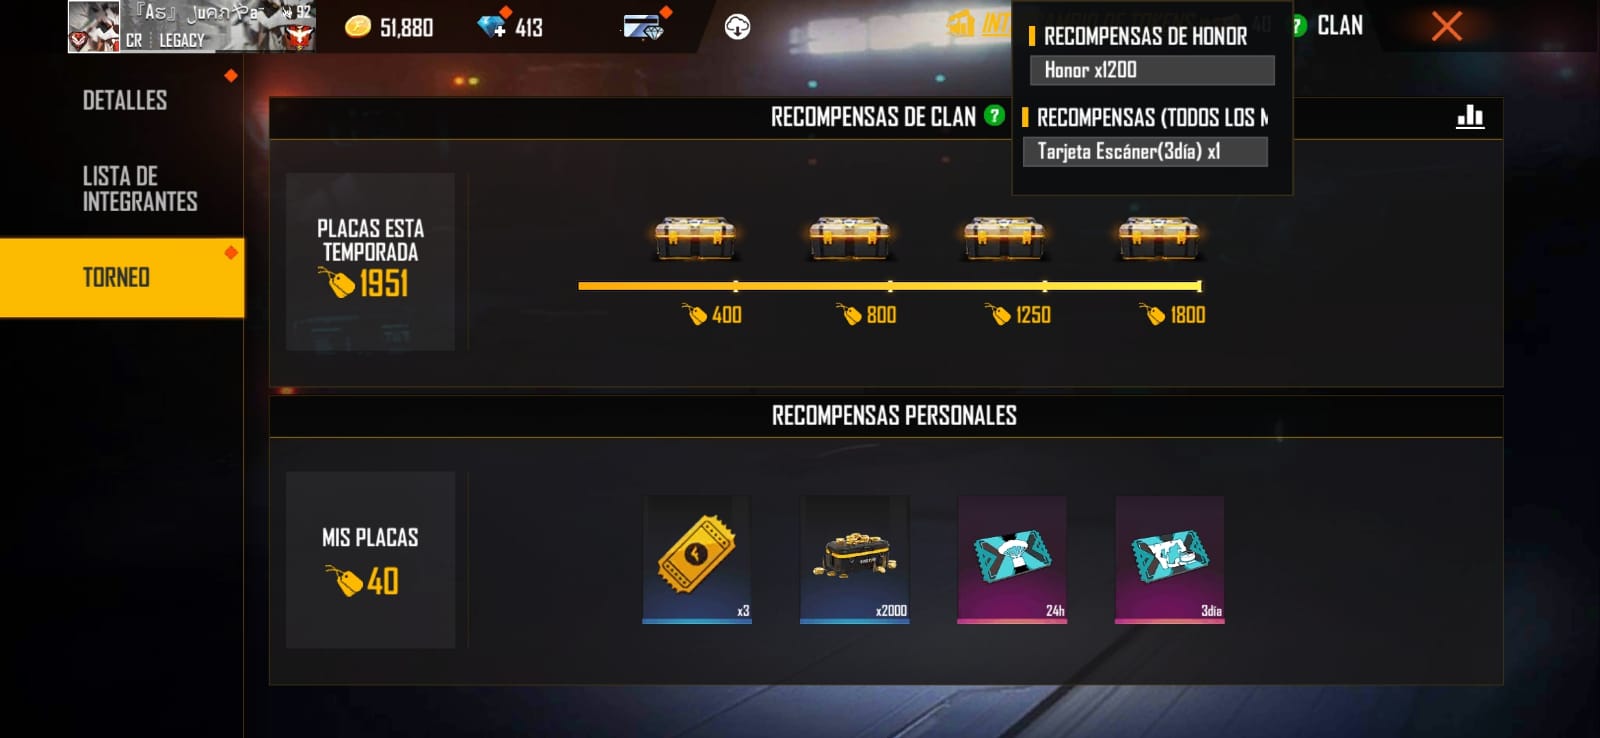 92
CR LEGACY
51,880
413
INT
CLAN
RECOMPENSAS DE HONOR
Honor x1200
RECOMPENSAS (TODOS LOS M
Tarjeta Escáner(3día) x1
DETALLES
LISTA DE
INTEGRANTES
TORNEO
RECOMPENSAS DE CLAN ?
PLACAS ESTA
TEMPORADA
1951
400
800
1250
1800
RECOMPENSAS PERSONALES
MIS PLACAS
40
x3
x2000
24h
3día